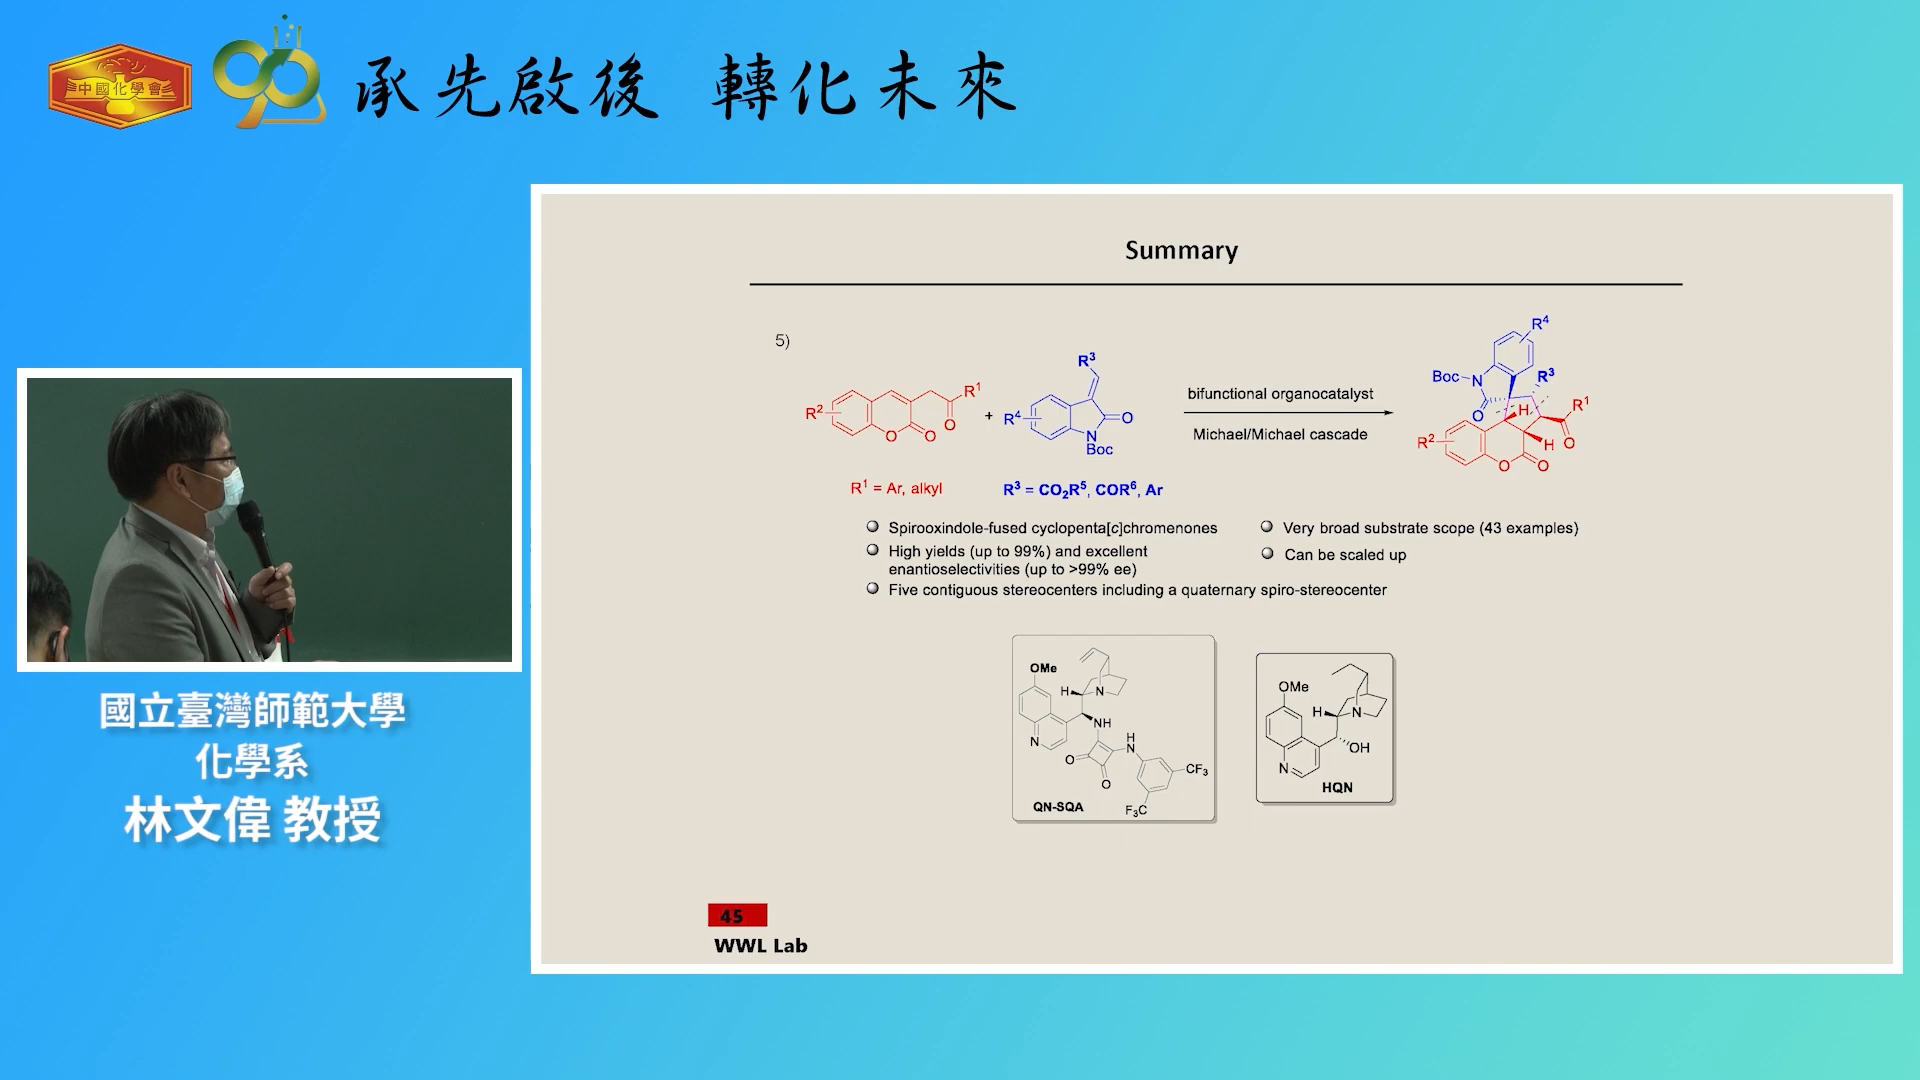 中國化學會
90
承先啟後 轉化未來
Summary
5)
R² R¹ O O O
+
R³ R⁴ O N Boc
bifunctional organocatalyst
Michael/Michael cascade
R⁴ Boc N R³ O H R¹ R² H O O O
R¹ = Ar, alkyl
R³ = CO₂R⁵, COR⁶, Ar
Spirooxindole-fused cyclopenta[c]chromenones
High yields (up to 99%) and excellent
enantioselectivities (up to >99% ee)
Five contiguous stereocenters including a quaternary spiro-stereocenter
Very broad substrate scope (43 examples)
Can be scaled up
OMe H N NH N O O H N CF₃ F₃C
QN-SQA
OMe H N OH N
HQN
45
WWL Lab
國立臺灣師範大學
化學系
林文偉 教授